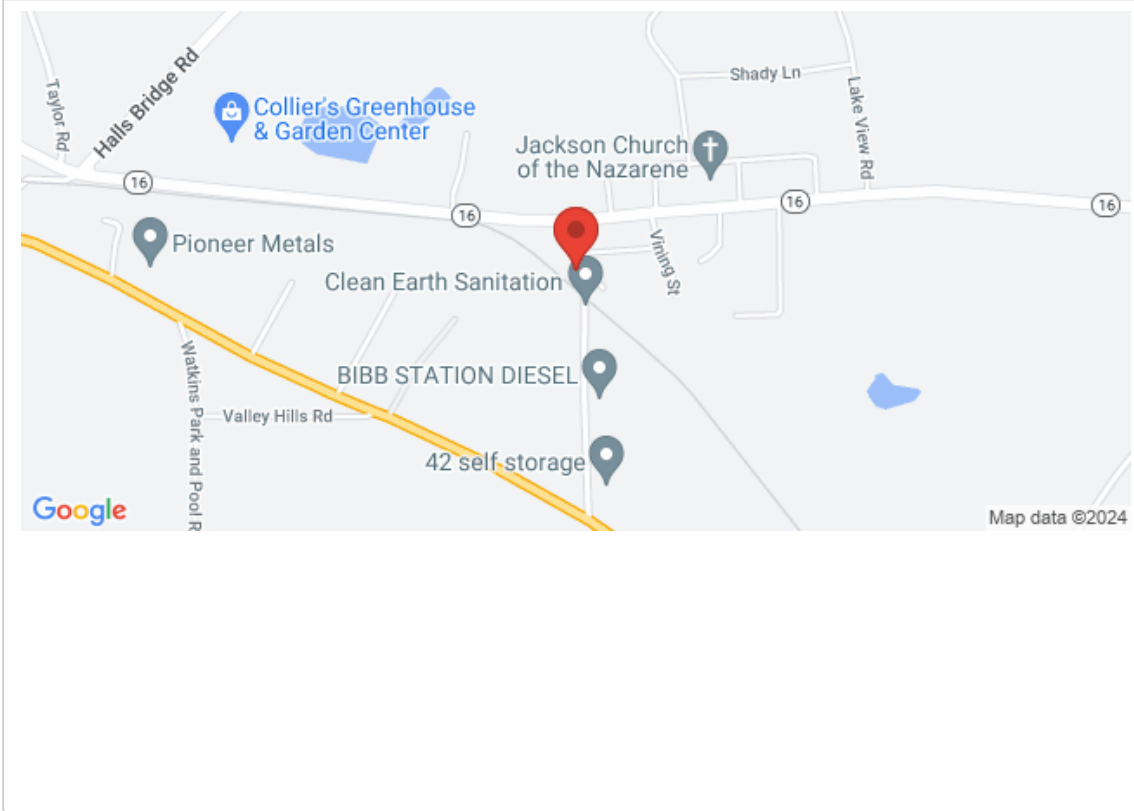 Shady Ln
Taylor Rd
Halls Bridge Rd
Collier's Greenhouse
& Garden Center
Lake View Rd
Jackson Church
of the Nazarene
16
16
16
16
Pioneer Metals
Vining St
Clean Earth Sanitation
BIBB STATION DIESEL
Watkins Park and Pool R
Valley Hills Rd
42 self storage
Google
Map data ©2024